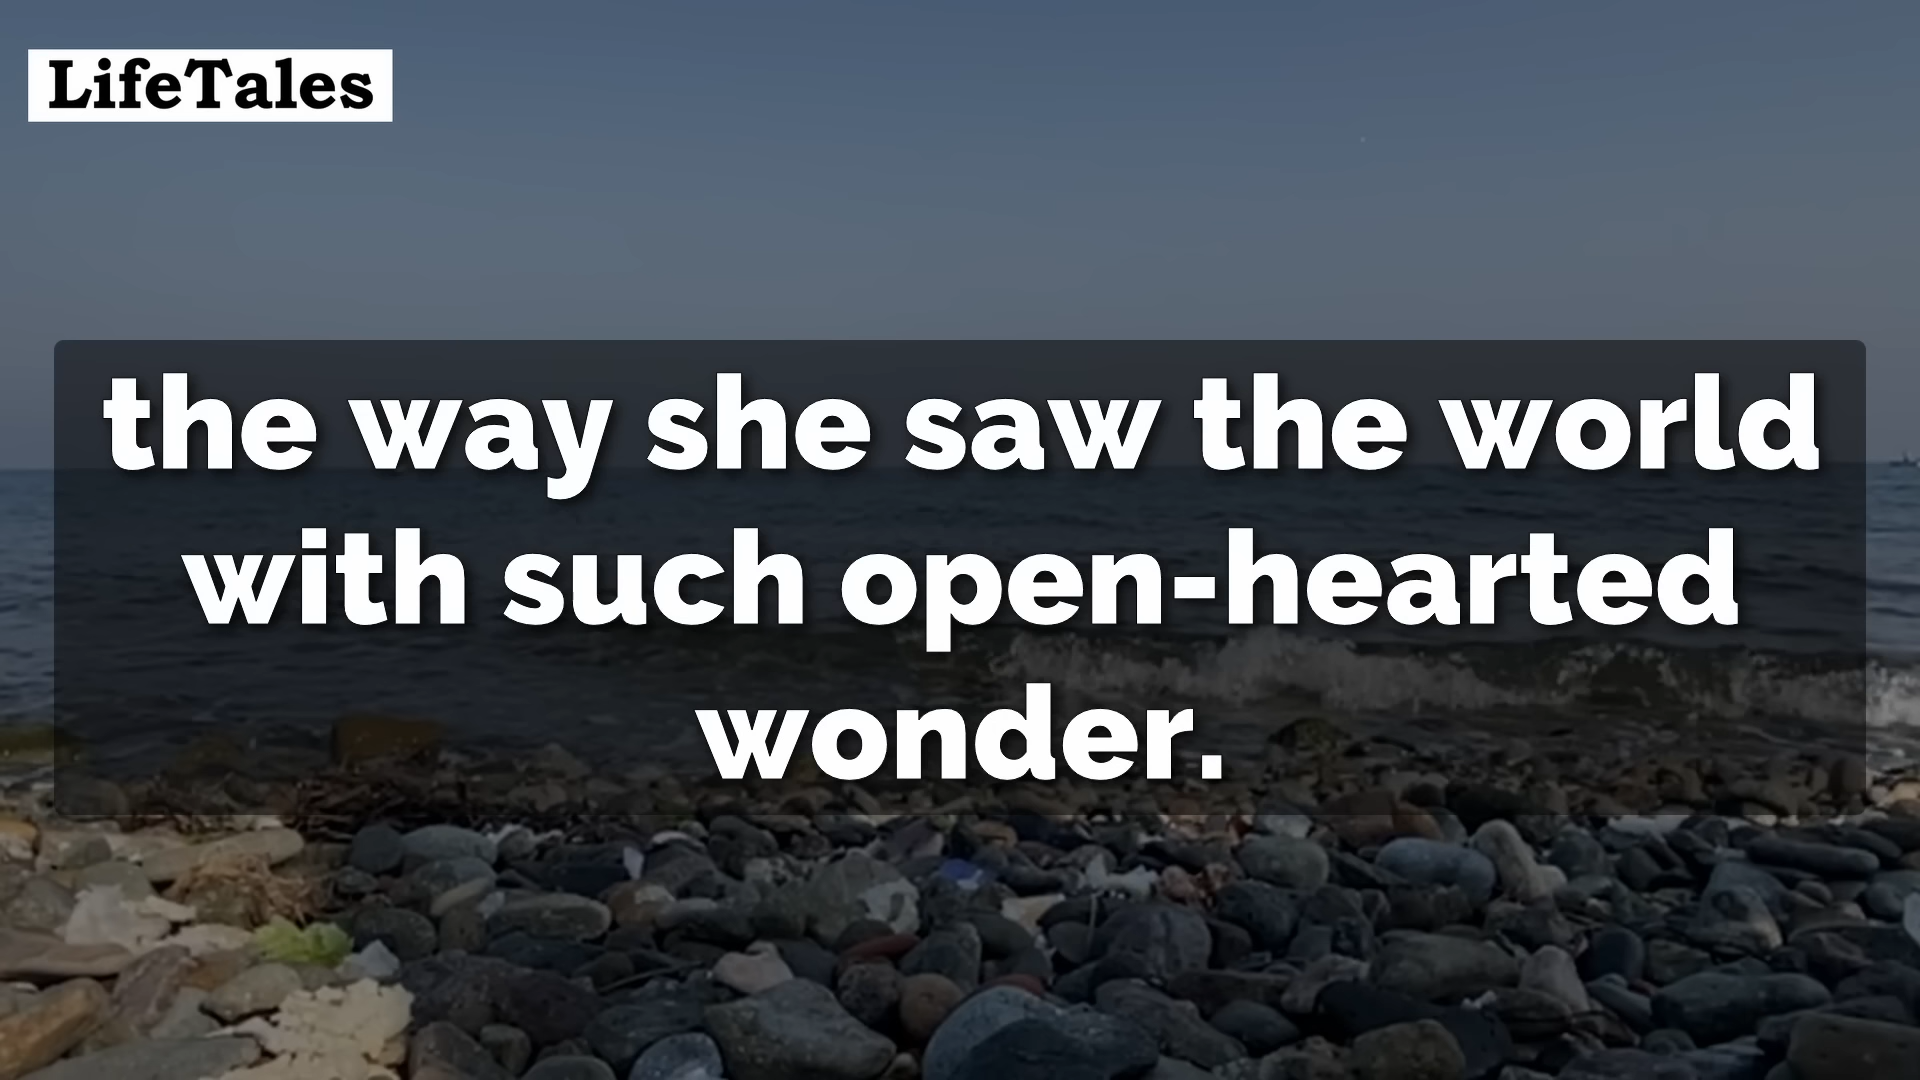 LifeTales
the way she saw the world
with such open-hearted
wonder.